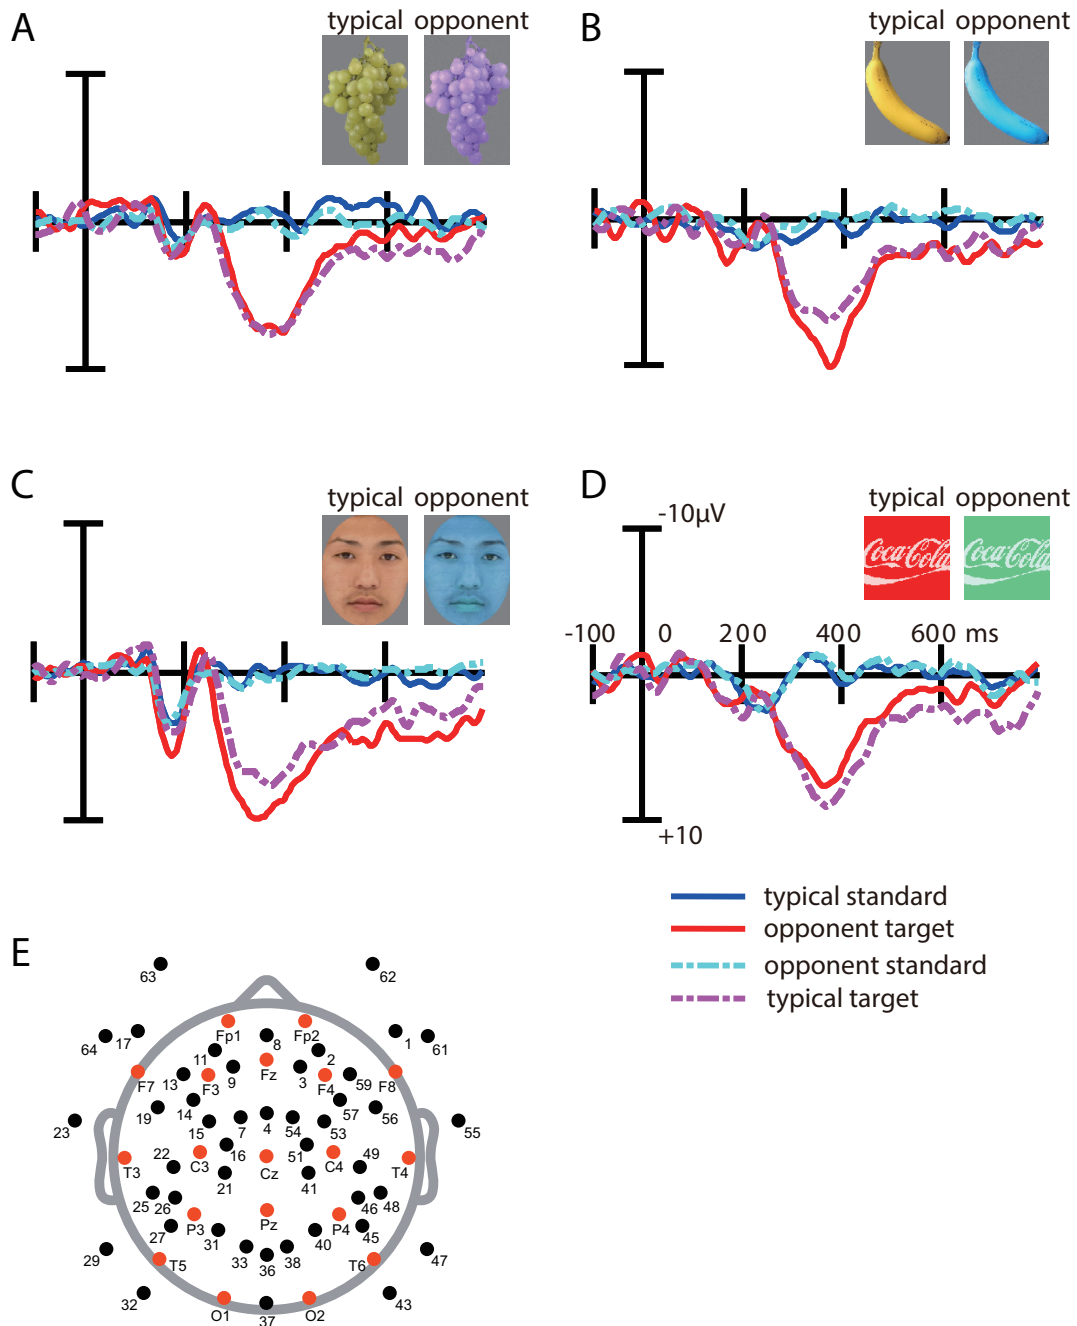 A
typical opponent
B
typical opponent
C
typical opponent
D
typical opponent
-10μV
Coca-Cola
Coca-Cola
-100 0 200 400 600 ms
+10
typical standard
opponent target
opponent standard
typical target
E
63 62
64 17 Fp1 8 Fp2 1 61
11 2
F7 13 F3 9 Fz 3 F4 59 F8
19 14 57 56
23 15 7 4 54 53 55
16 51
T3 22 C3 Cz C4 49 T4
21 41
25 26 46 48
27 P3 31 Pz 40 P4 45
29 33 36 38 47
T5 T6
32 O1 37 O2 43